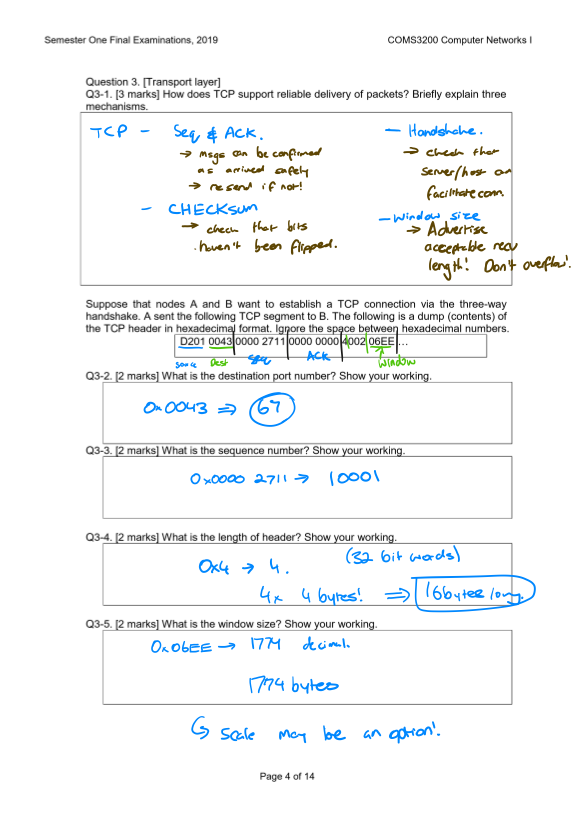 Semester One Final Examinations, 2019 COMS3200 Computer Networks I
Question 3. [Transport layer]
Q3-1. [3 marks] How does TCP support reliable delivery of packets? Briefly explain three
mechanisms.
TCP - Seq & ACK.
→ msgs can be confirmed
as arrived safely
→ resend if not!
- CHECKsum
→ check that bits
haven't been flipped.
- Handshake.
→ check that
server/host can
facilitate comm.
- Window size
→ Advertise
acceptable recv
length! Don't overflow!
Suppose that nodes A and B want to establish a TCP connection via the three-way
handshake. A sent the following TCP segment to B. The following is a dump (contents) of
the TCP header in hexadecimal format. Ignore the space between hexadecimal numbers.
D201 0043 0000 2711 0000 0000 4002 06EE ...
source Dest seq ACK window
Q3-2. [2 marks] What is the destination port number? Show your working.
0x0043 ⇒ 67
Q3-3. [2 marks] What is the sequence number? Show your working.
0x0000 2711 → 10001
Q3-4. [2 marks] What is the length of header? Show your working.
0x4 → 4. (32 bit words)
4x 4 bytes! ⇒ 16bytes long.
Q3-5. [2 marks] What is the window size? Show your working.
0x06EE → 1774 decimal.
1774 bytes
↳ scale may be an option!
Page 4 of 14